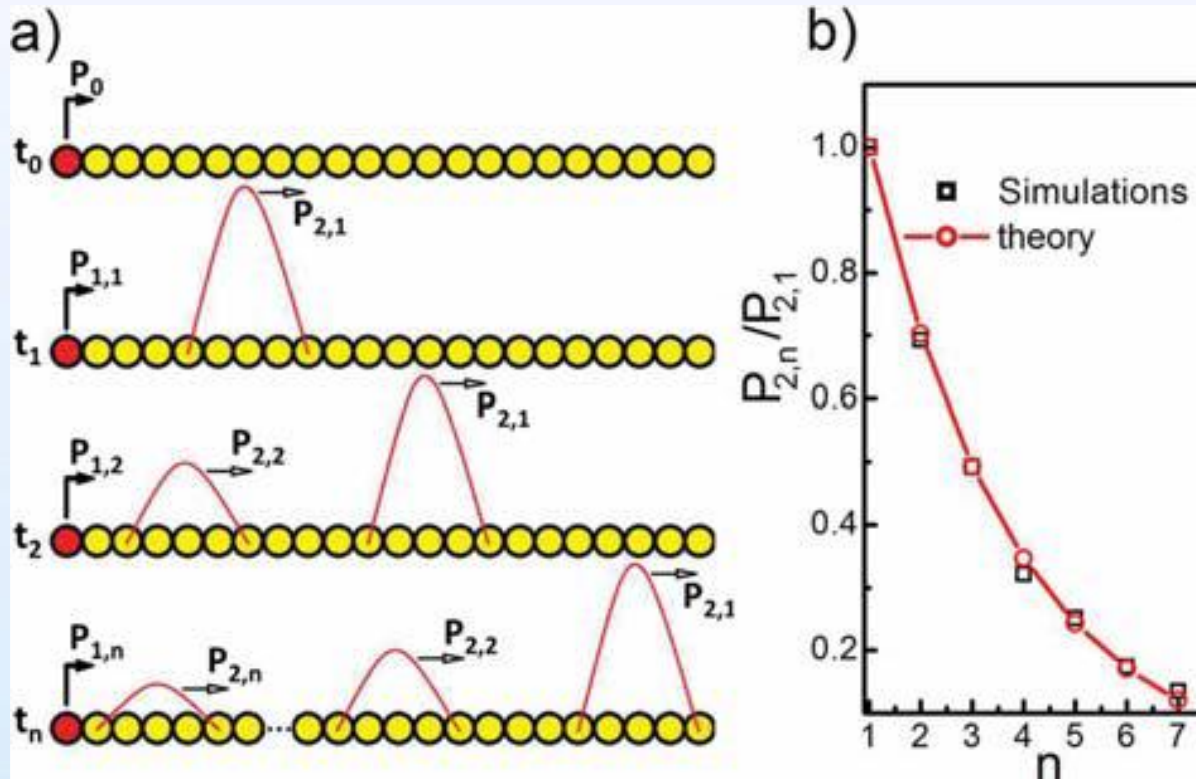 a)
P0
t0
P2,1
P1,1
t1
P2,1
P1,2
P2,2
t2
P2,1
P1,n
P2,n
P2,2
tn
b)
1.0
0.8
0.6
0.4
0.2
P2,n/P2,1
Simulations
theory
1 2 3 4 5 6 7
n